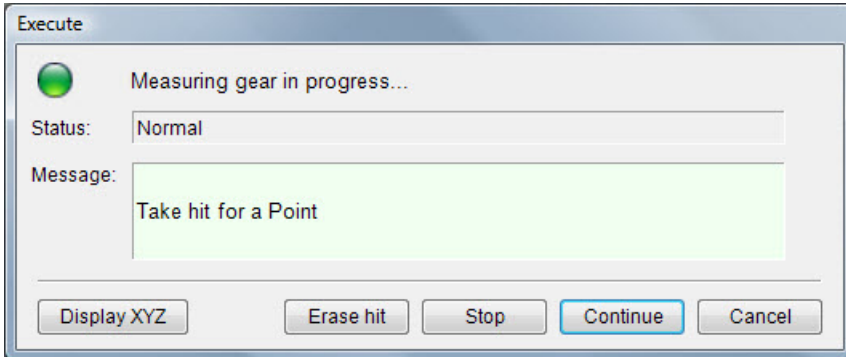 Execute
Measuring gear in progress...
Status: Normal
Message: Take hit for a Point
Display XYZ Erase hit Stop Continue Cancel